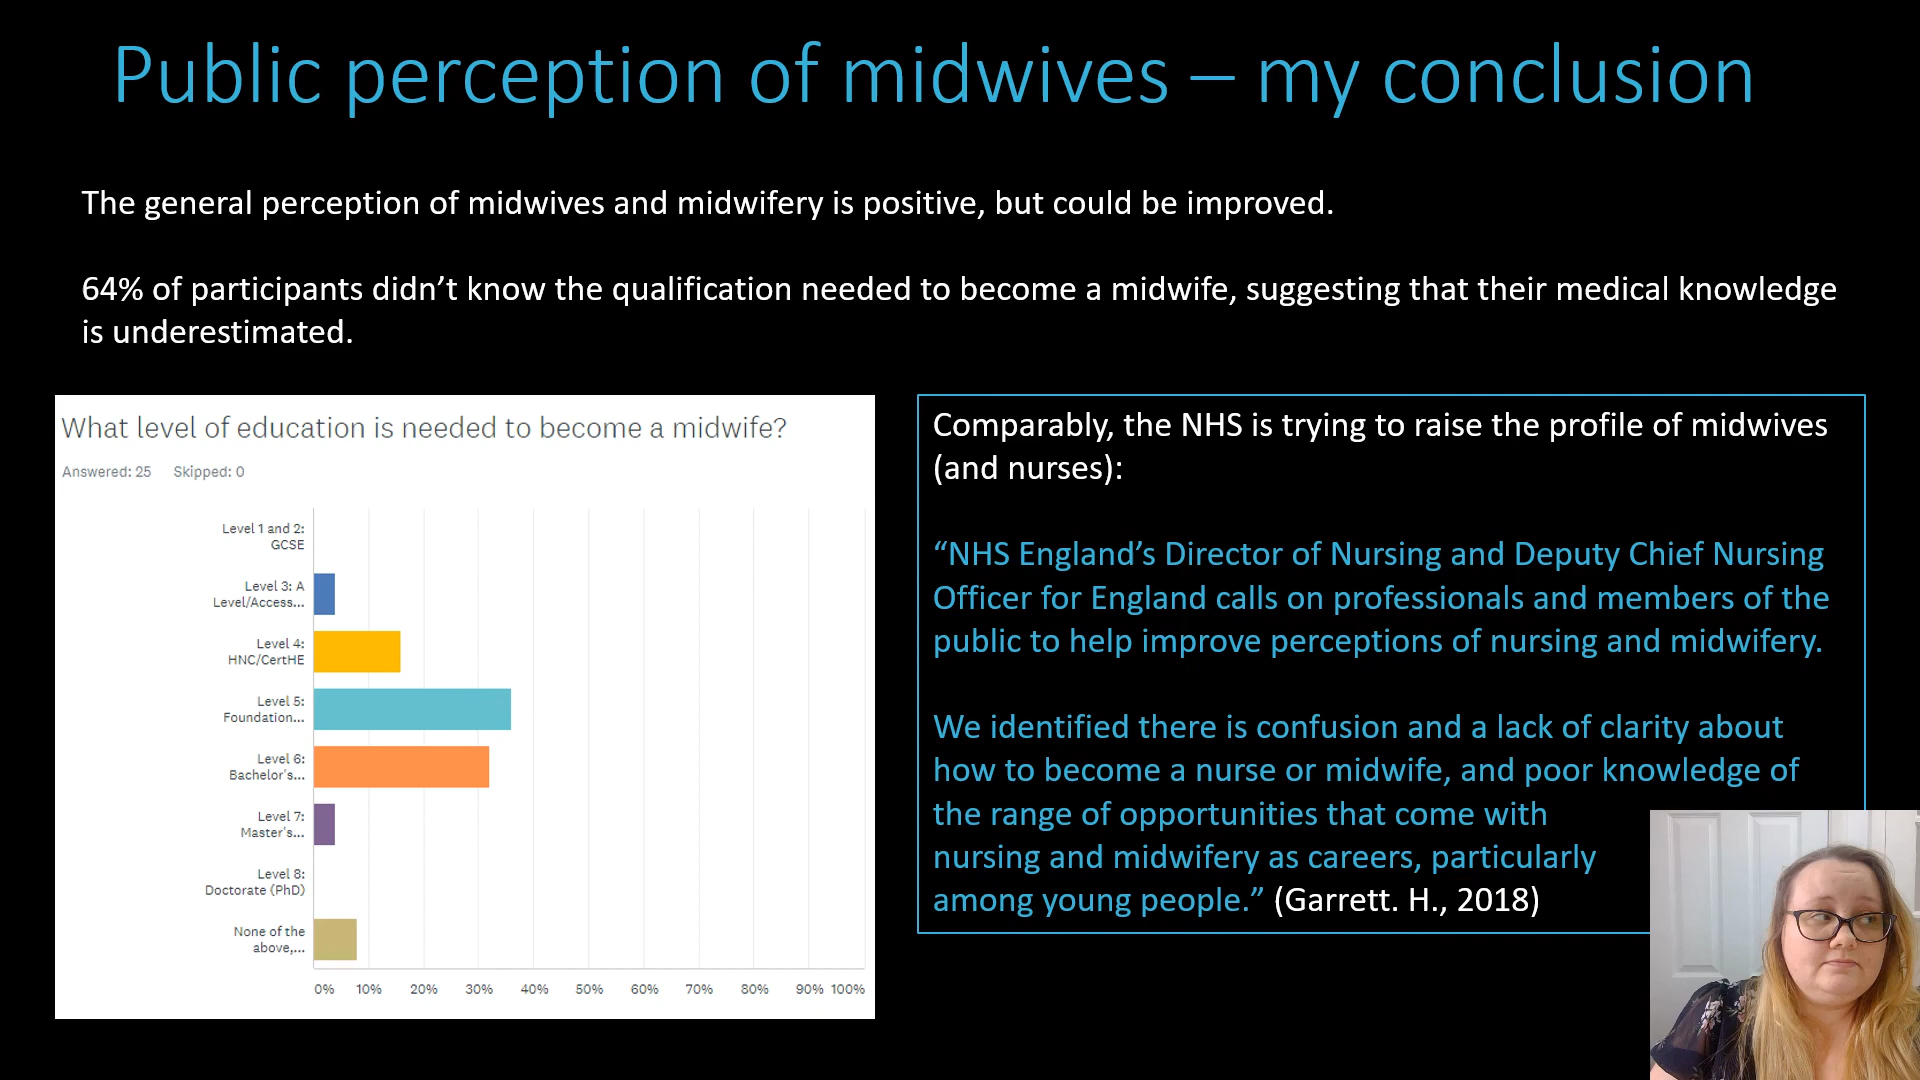 Public perception of midwives – my conclusion
The general perception of midwives and midwifery is positive, but could be improved.
64% of participants didn’t know the qualification needed to become a midwife, suggesting that their medical knowledge
is underestimated.
What level of education is needed to become a midwife?
Answered: 25 Skipped: 0
Level 1 and 2:
GCSE
Level 3: A
Level/Access...
Level 4:
HNC/CertHE
Level 5:
Foundation...
Level 6:
Bachelor's...
Level 7:
Master's...
Level 8:
Doctorate (PhD)
None of the
above,...
0% 10% 20% 30% 40% 50% 60% 70% 80% 90% 100%
Comparably, the NHS is trying to raise the profile of midwives
(and nurses):
“NHS England’s Director of Nursing and Deputy Chief Nursing
Officer for England calls on professionals and members of the
public to help improve perceptions of nursing and midwifery.
We identified there is confusion and a lack of clarity about
how to become a nurse or midwife, and poor knowledge of
the range of opportunities that come with
nursing and midwifery as careers, particularly
among young people.” (Garrett. H., 2018)